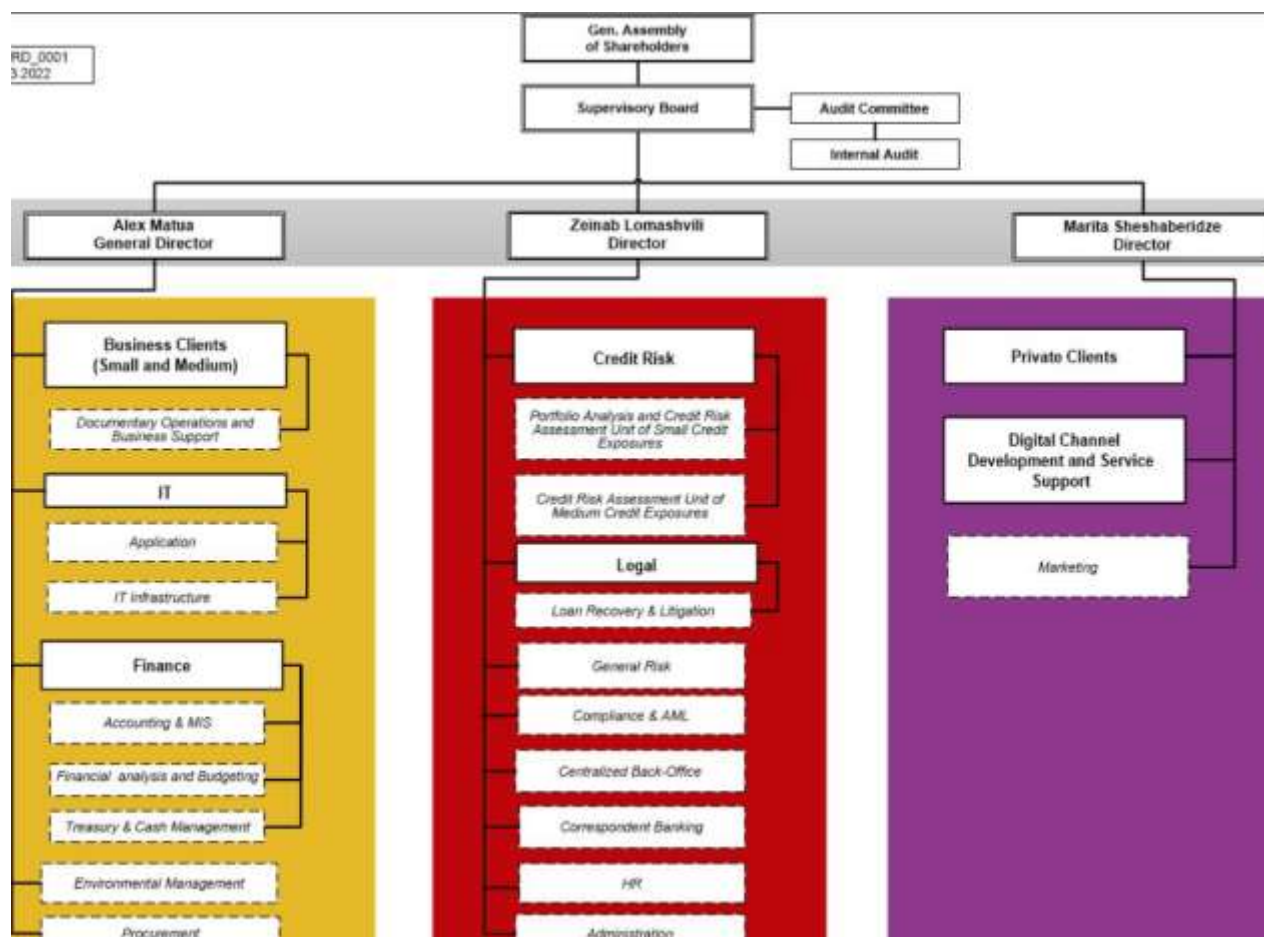 Gen. Assembly
of Shareholders
RD_0001
3 2022
Supervisory Board
Audit Committee
Internal Audit
Alex Matua
General Director
Zeinab Lomashvili
Director
Marita Sheshaberidze
Director
Business Clients
(Small and Medium)
Documentary Operations and
Business Support
IT
Application
IT Infrastructure
Finance
Accounting & MIS
Financial analysis and Budgeting
Treasury & Cash Management
Environmental Management
Procurement
Credit Risk
Portfolio Analysis and Credit Risk
Assessment Unit of Small Credit
Exposures
Credit Risk Assessment Unit of
Medium Credit Exposures
Legal
Loan Recovery & Litigation
General Risk
Compliance & AML
Centralized Back-Office
Correspondent Banking
HR
Administration
Private Clients
Digital Channel
Development and Service
Support
Marketing